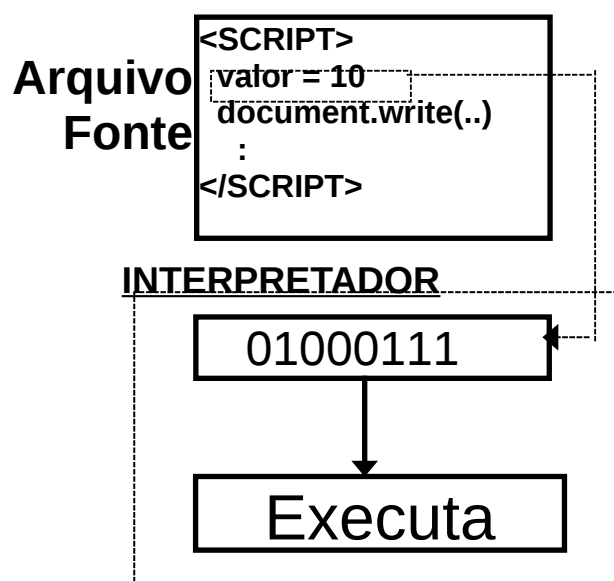 Arquivo
Fonte
<SCRIPT>
valor = 10
document.write(..)
:
</SCRIPT>
INTERPRETADOR
01000111
Executa